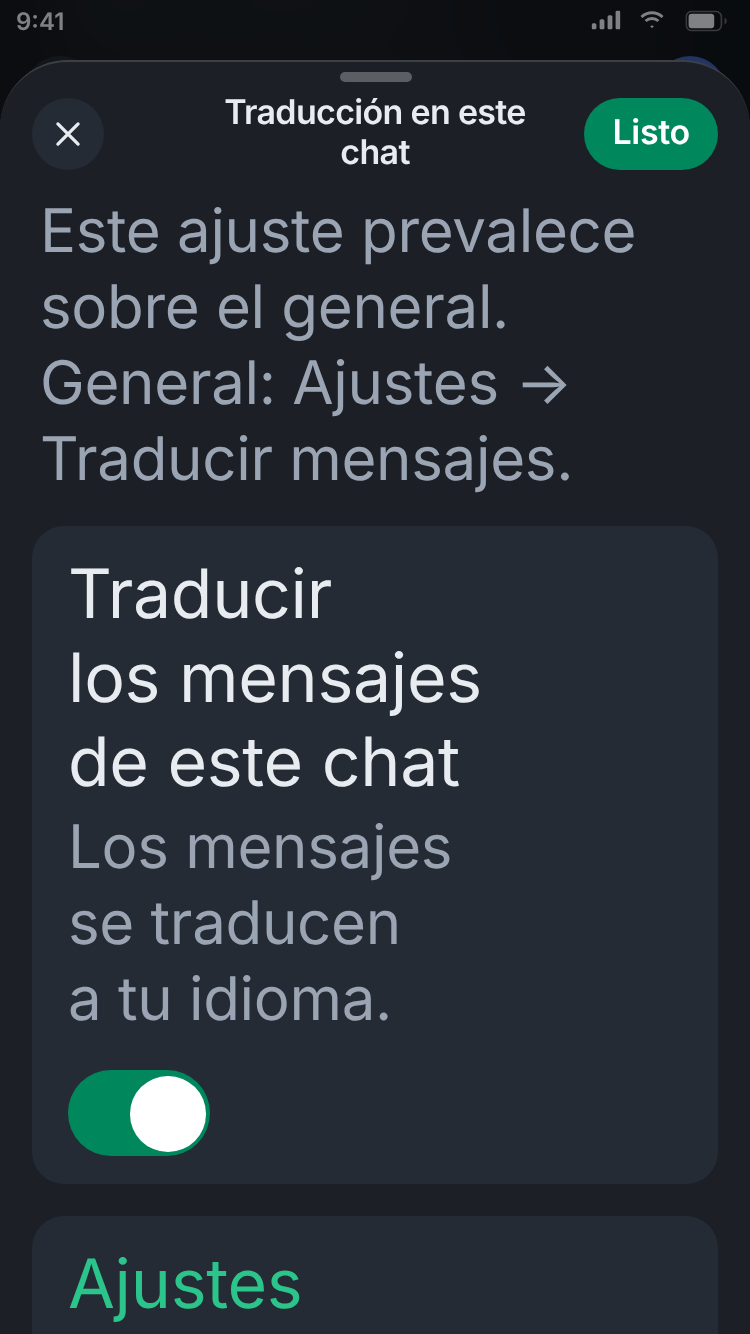 9:41
Traducción en este
chat
Listo
Este ajuste prevalece
sobre el general.
General: Ajustes →
Traducir mensajes.
Traducir
los mensajes
de este chat
Los mensajes
se traducen
a tu idioma.
Ajustes